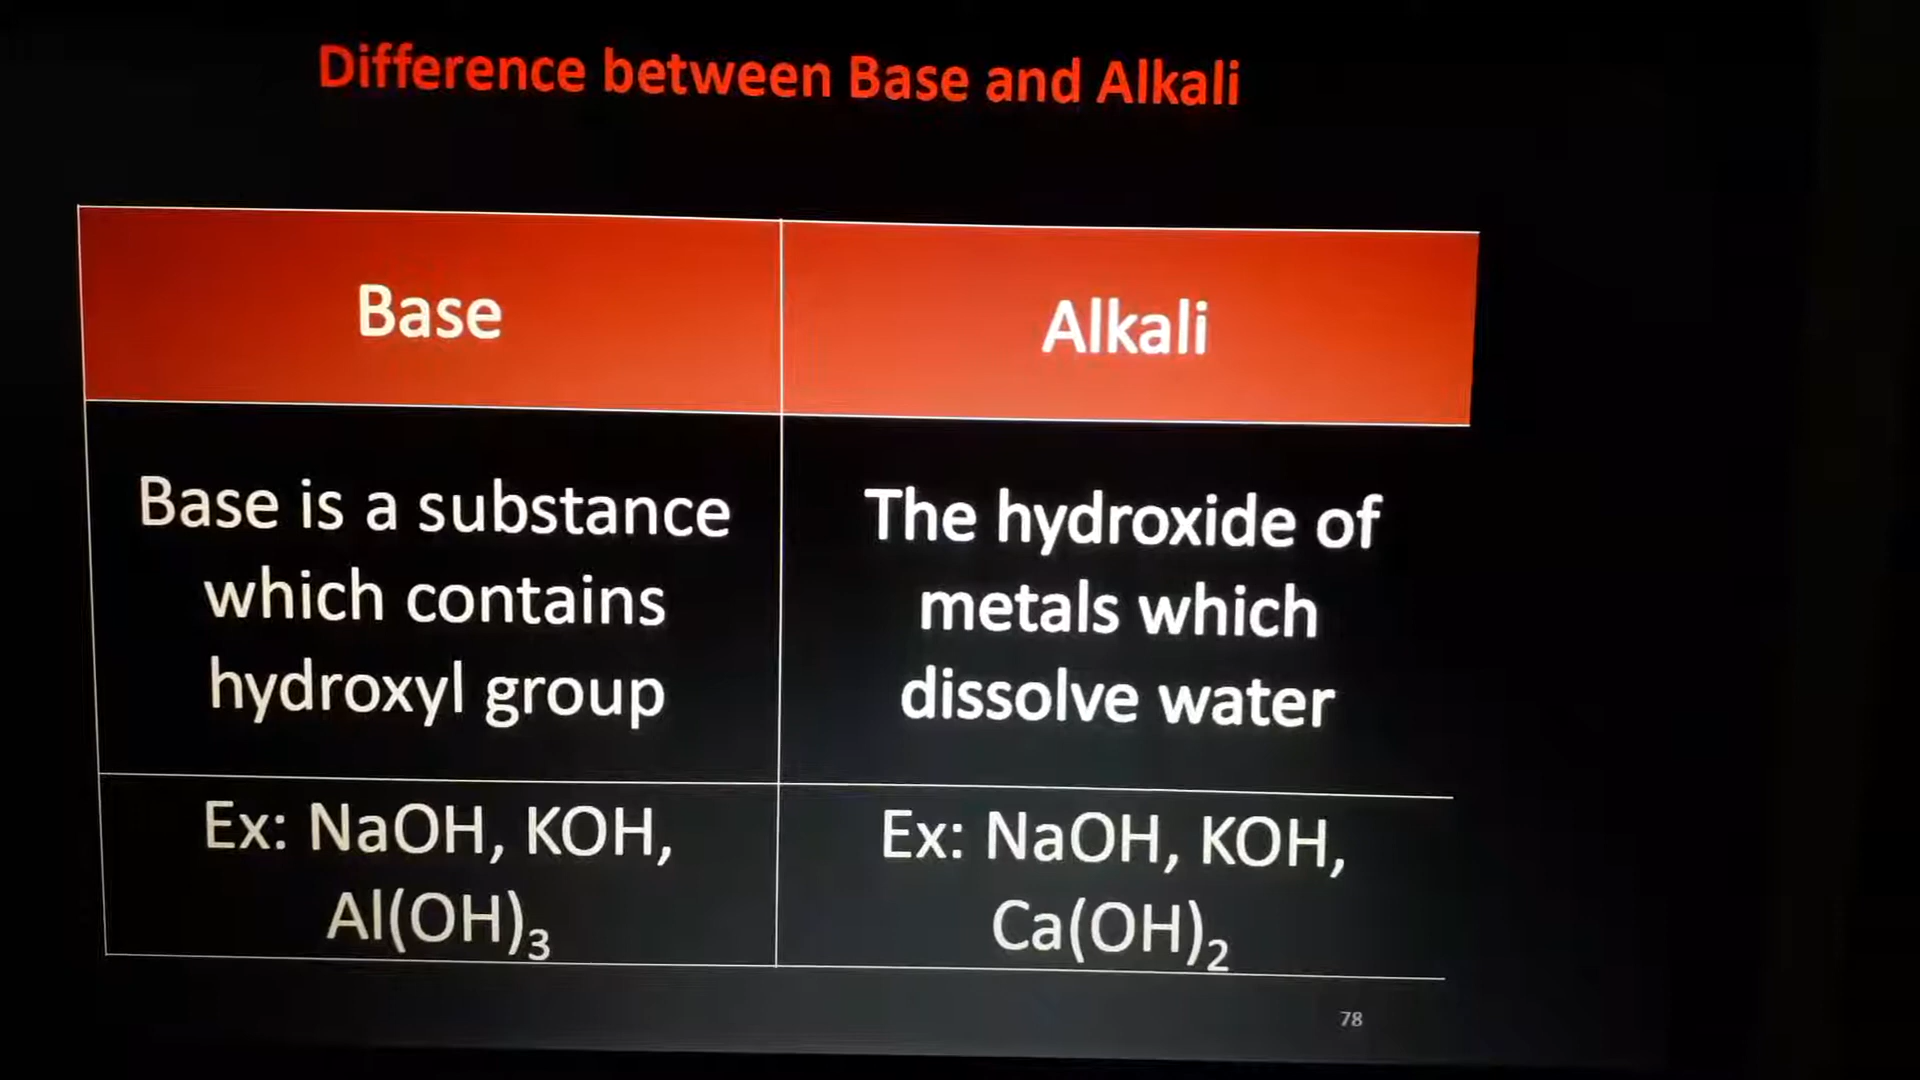 Difference between Base and Alkali
Base
Alkali
Base is a substance
which contains
hydroxyl group
The hydroxide of
metals which
dissolve water
Ex: NaOH, KOH,
Al(OH)₃
Ex: NaOH, KOH,
Ca(OH)₂
78